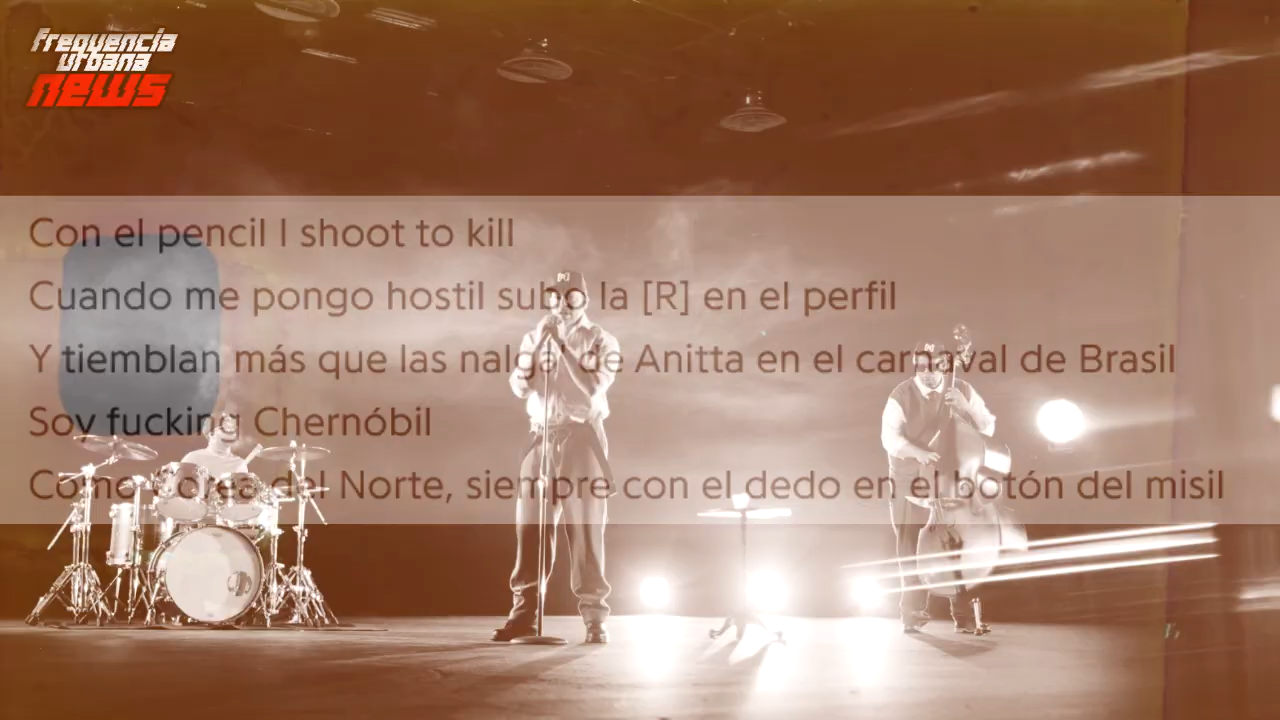 frequencia
urbana
news
Con el pencil I shoot to kill
Cuando me pongo hostil subo la [R] en el perfil
Y tiemblan más que las nalgas de Anitta en el carnaval de Brasil
Soy fucking Chernóbil
Como Corea del Norte, siempre con el dedo en el botón del misil